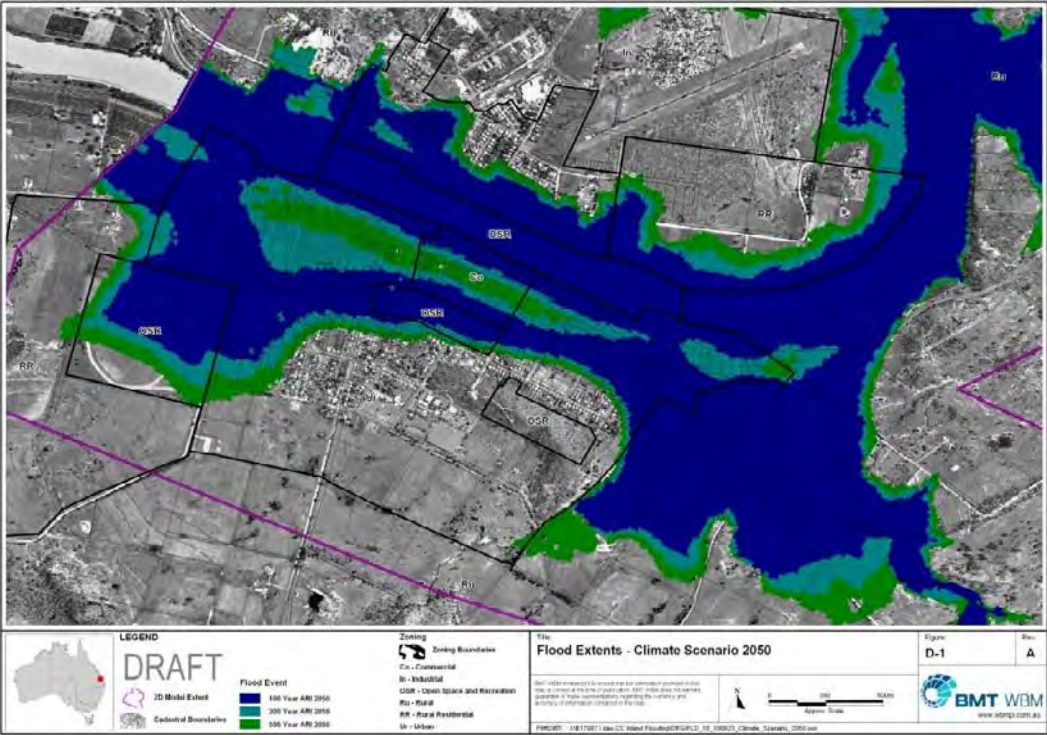 Ru
In
Ru
RR
OSR
Co
OSR
OSR
RR
OSR
Ru
LEGEND
DRAFT
2D Model Extent
Cadastral Boundaries
Flood Event
100 Year ARI 2050
200 Year ARI 2050
500 Year ARI 2050
Zoning
Zoning Boundaries
Co - Commercial
In - Industrial
OSR - Open Space and Recreation
Ru - Rural
RR - Rural Residential
Ur - Urban
Title
Flood Extents - Climate Scenario 2050
N
Approx. Scale
Figure
D-1
Rev
A
BMT WBM
www.wbmpl.com.au